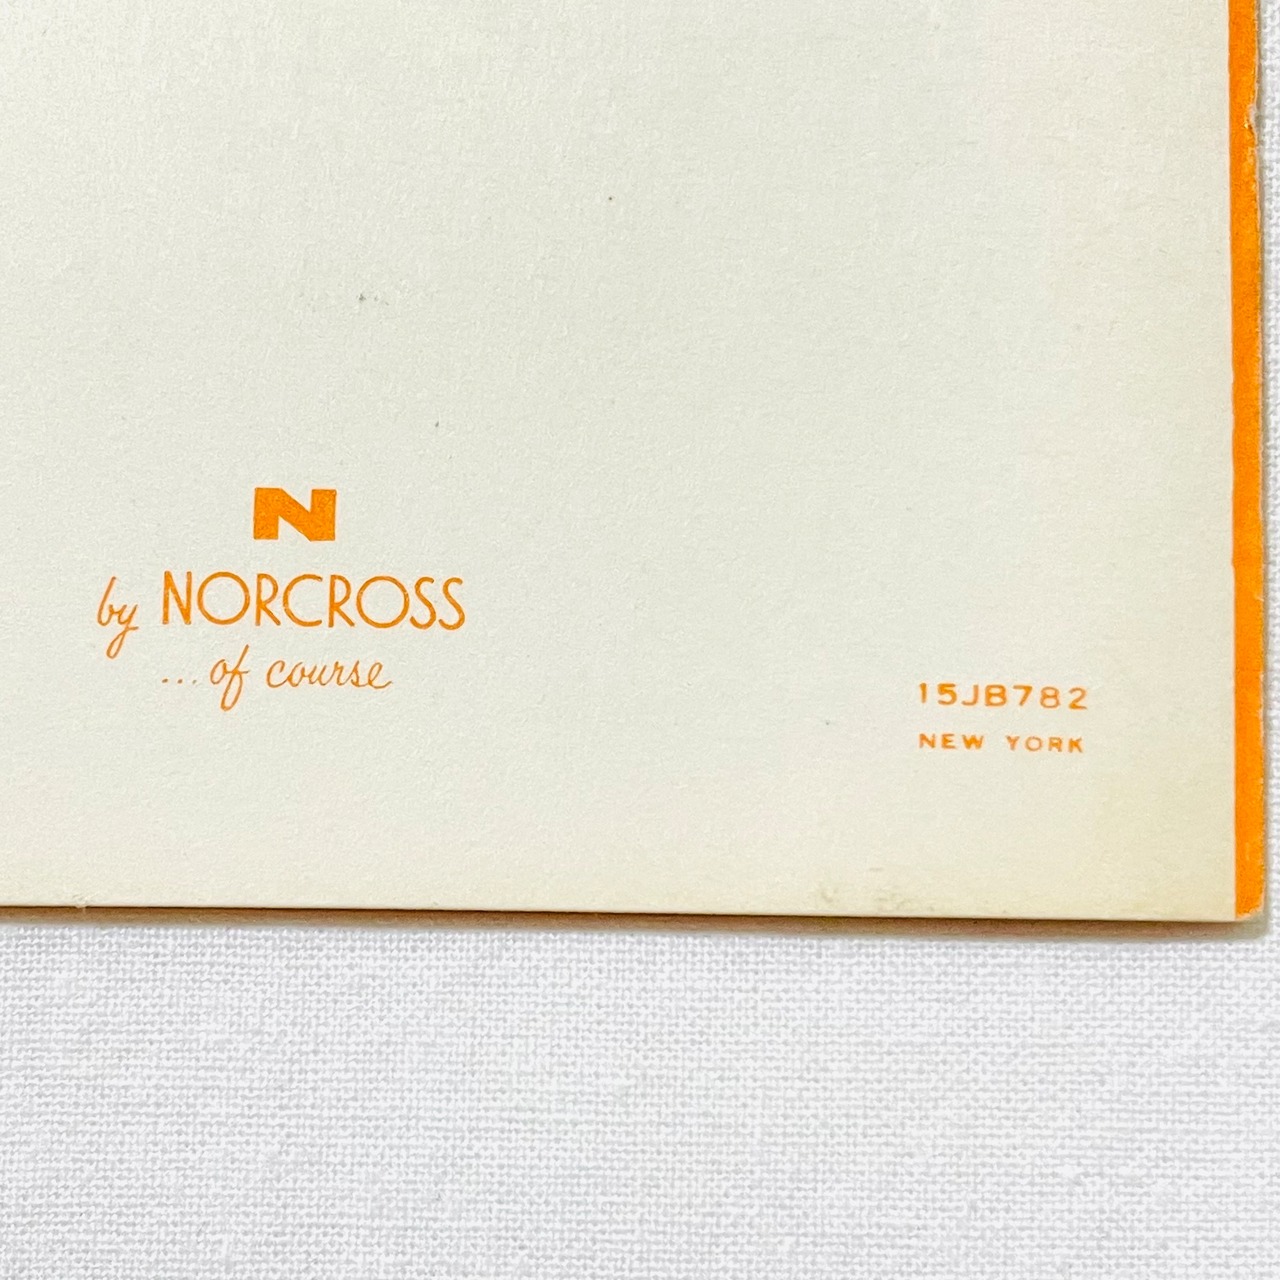 N
by NORCROSS
...of course
15JB782
NEW YORK